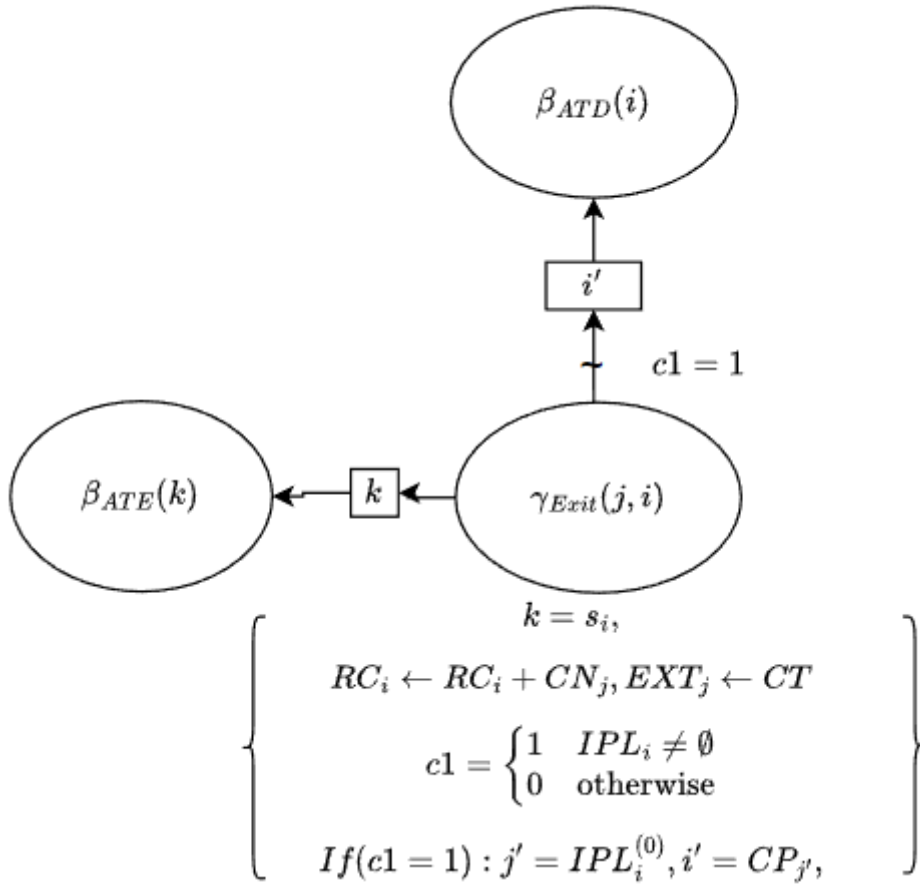 β_{ATD}(i)
i′
~
c1 = 1
β_{ATE}(k)
k
γ_{Exit}(j, i)
k = s_i,
RC_i ← RC_i + CN_j, EXT_j ← CT
c1 = { 1 IPL_i ≠ ∅
0 otherwise
If(c1 = 1) : j′ = IPL_i^{(0)}, i′ = CP_{j′},